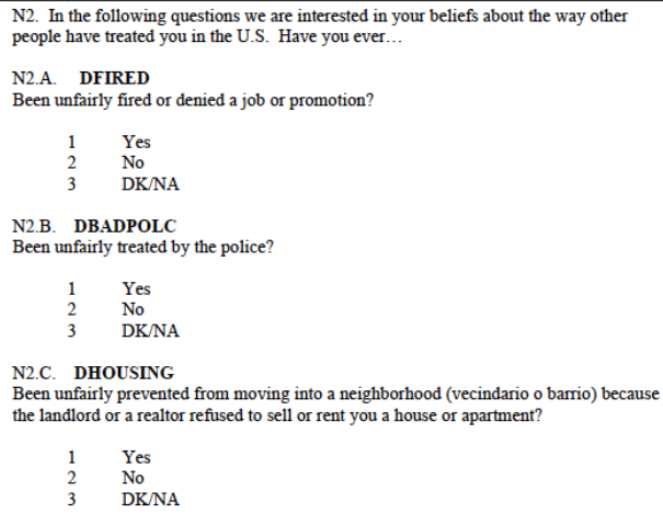 N2. In the following questions we are interested in your beliefs about the way other
people have treated you in the U.S. Have you ever…
N2.A. DFIRED
Been unfairly fired or denied a job or promotion?
1 Yes
2 No
3 DK/NA
N2.B. DBADPOLC
Been unfairly treated by the police?
1 Yes
2 No
3 DK/NA
N2.C. DHOUSING
Been unfairly prevented from moving into a neighborhood (vecindario o barrio) because
the landlord or a realtor refused to sell or rent you a house or apartment?
1 Yes
2 No
3 DK/NA